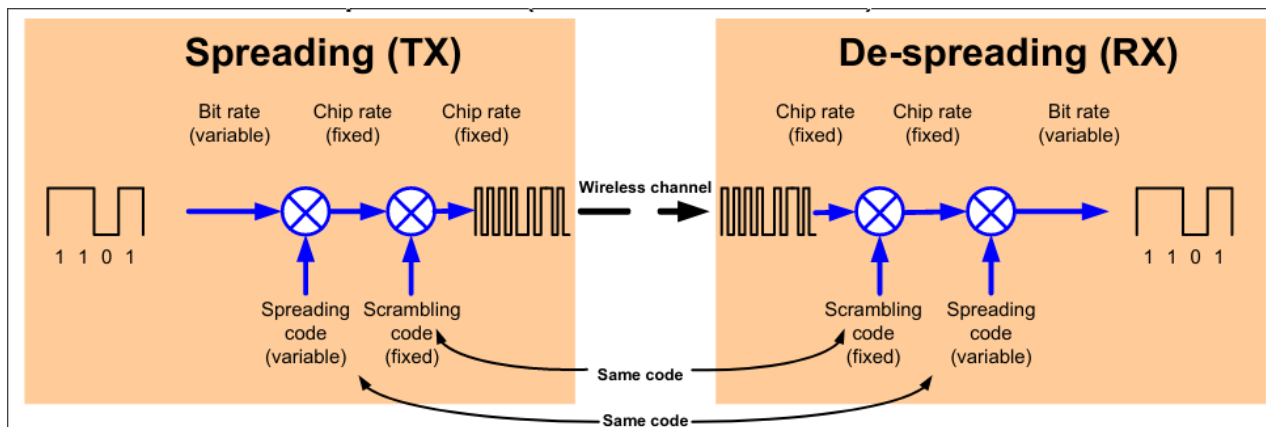 Spreading (TX)
De-spreading (RX)
Bit rate
(variable)
Chip rate
(fixed)
Chip rate
(fixed)
Chip rate
(fixed)
Chip rate
(fixed)
Bit rate
(variable)
Wireless channel
1 1 0 1
1 1 0 1
Spreading
code
(variable)
Scrambling
code
(fixed)
Scrambling
code
(fixed)
Spreading
code
(variable)
Same code
Same code